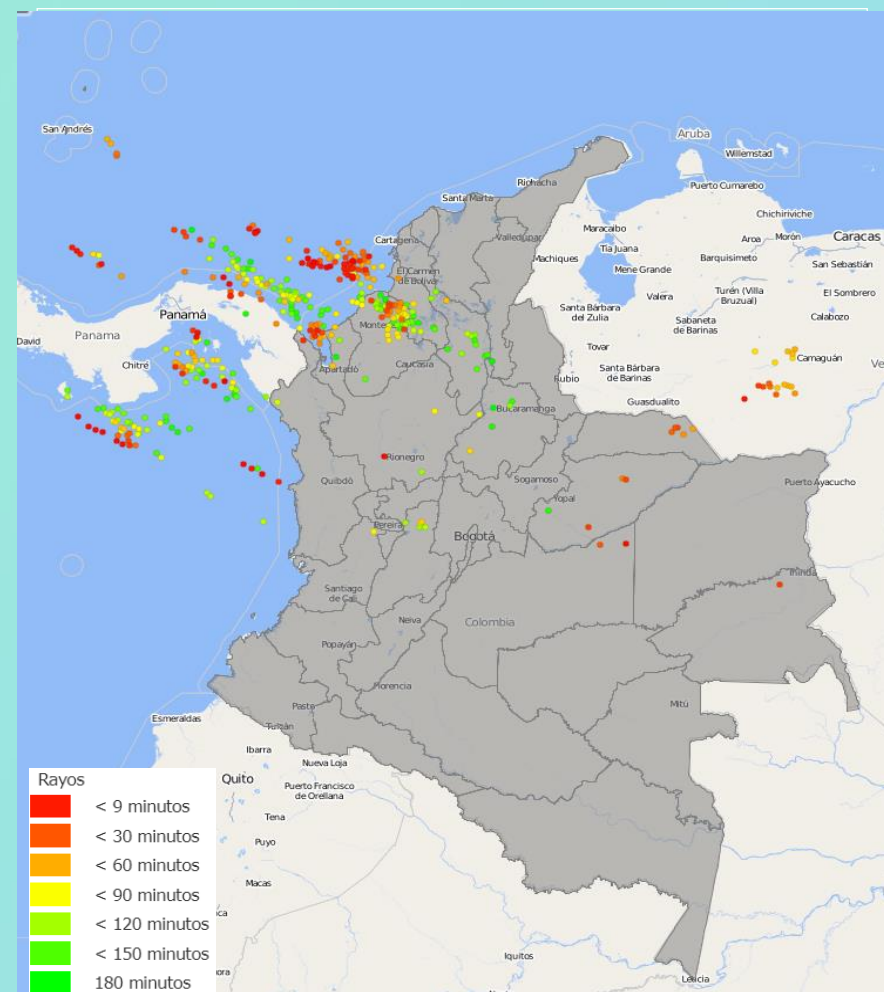 San Andrés
Aruba
Willemstad
Riohacha
Puerto Cumarebo
Santa Marta
Chichiriviche
Maracaibo
Cartagena
Valledupar
Caracas
Tia Juana
Aroa
Morón
Machiques
Barquisimeto
San Sebastián
El Carmen
de Bolívar
Mene Grande
Valera
Turén (Villa
Bruzual)
El Sombrero
Santa Bárbara
del Zulia
Panamá
Sabaneta
de Barinas
Calabozo
David
Panama
Tovar
Camaguán
Chitré
Apartadó
Caucasia
Santa Bárbara
de Barinas
Rubio
Guasdualito
Bucaramanga
Rionegro
Quibdó
Sogamoso
Puerto Ayacucho
Yopal
Pereira
Bogotá
Santiago
de Cali
Neiva
Colombia
Popayán
Florencia
Mitú
Pasto
Esmeraldas
Tulcán
Ibarra
Nueva Loja
Quito
Puerto Francisco
de Orellana
Tena
Puyo
Macas
Iquitos
Leticia
Rayos
< 9 minutos
< 30 minutos
< 60 minutos
< 90 minutos
< 120 minutos
< 150 minutos
180 minutos